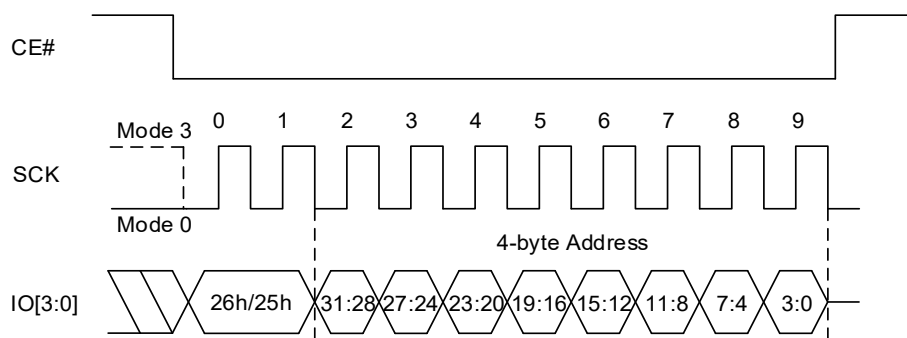 CE#
0 1 2 3 4 5 6 7 8 9
Mode 3
SCK
Mode 0
4-byte Address
IO[3:0] 26h/25h 31:28 27:24 23:20 19:16 15:12 11:8 7:4 3:0